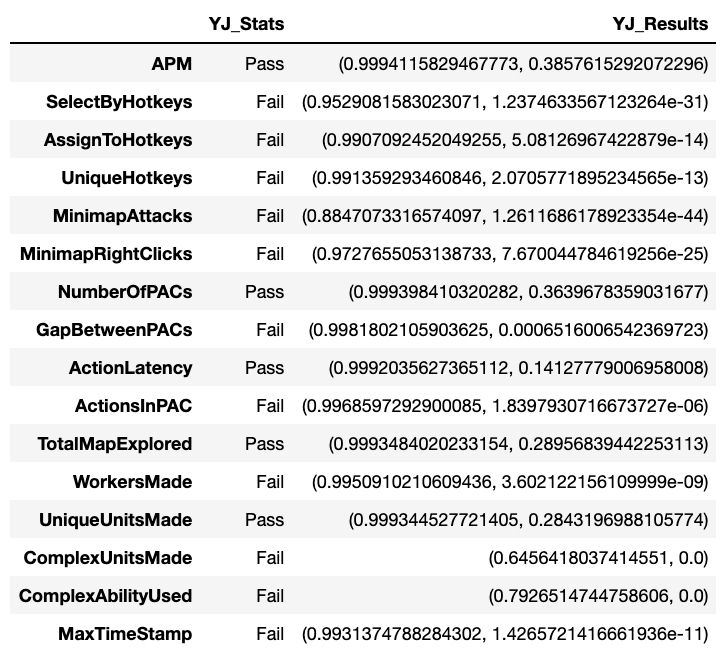 YJ_Stats YJ_Results
APM Pass (0.9994115829467773, 0.3857615292072296)
SelectByHotkeys Fail (0.9529081583023071, 1.2374633567123264e-31)
AssignToHotkeys Fail (0.9907092452049255, 5.08126967422879e-14)
UniqueHotkeys Fail (0.991359293460846, 2.0705771895234565e-13)
MinimapAttacks Fail (0.8847073316574097, 1.2611686178923354e-44)
MinimapRightClicks Fail (0.9727655053138733, 7.670044784619256e-25)
NumberOfPACs Pass (0.999398410320282, 0.3639678359031677)
GapBetweenPACs Fail (0.9981802105903625, 0.0006516006542369723)
ActionLatency Pass (0.9992035627365112, 0.14127779006958008)
ActionsInPAC Fail (0.9968597292900085, 1.8397930716673727e-06)
TotalMapExplored Pass (0.9993484020233154, 0.28956839442253113)
WorkersMade Fail (0.9950910210609436, 3.602122156109999e-09)
UniqueUnitsMade Pass (0.999344527721405, 0.2843196988105774)
ComplexUnitsMade Fail (0.6456418037414551, 0.0)
ComplexAbilityUsed Fail (0.7926514744758606, 0.0)
MaxTimeStamp Fail (0.9931374788284302, 1.4265721416661936e-11)